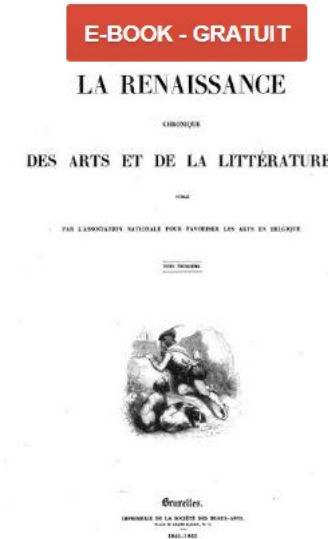 E-BOOK - GRATUIT
LA RENAISSANCE
CHRONIQUE
DES ARTS ET DE LA LITTÉRATURE
PAR L'ASSOCIATION NATIONALE POUR FAVORISER LES ARTS EN BELGIQUE
TOME TROISIÈME
Bruxelles.
IMPRIMERIE DE LA SOCIÉTÉ DES BEAUX-ARTS,